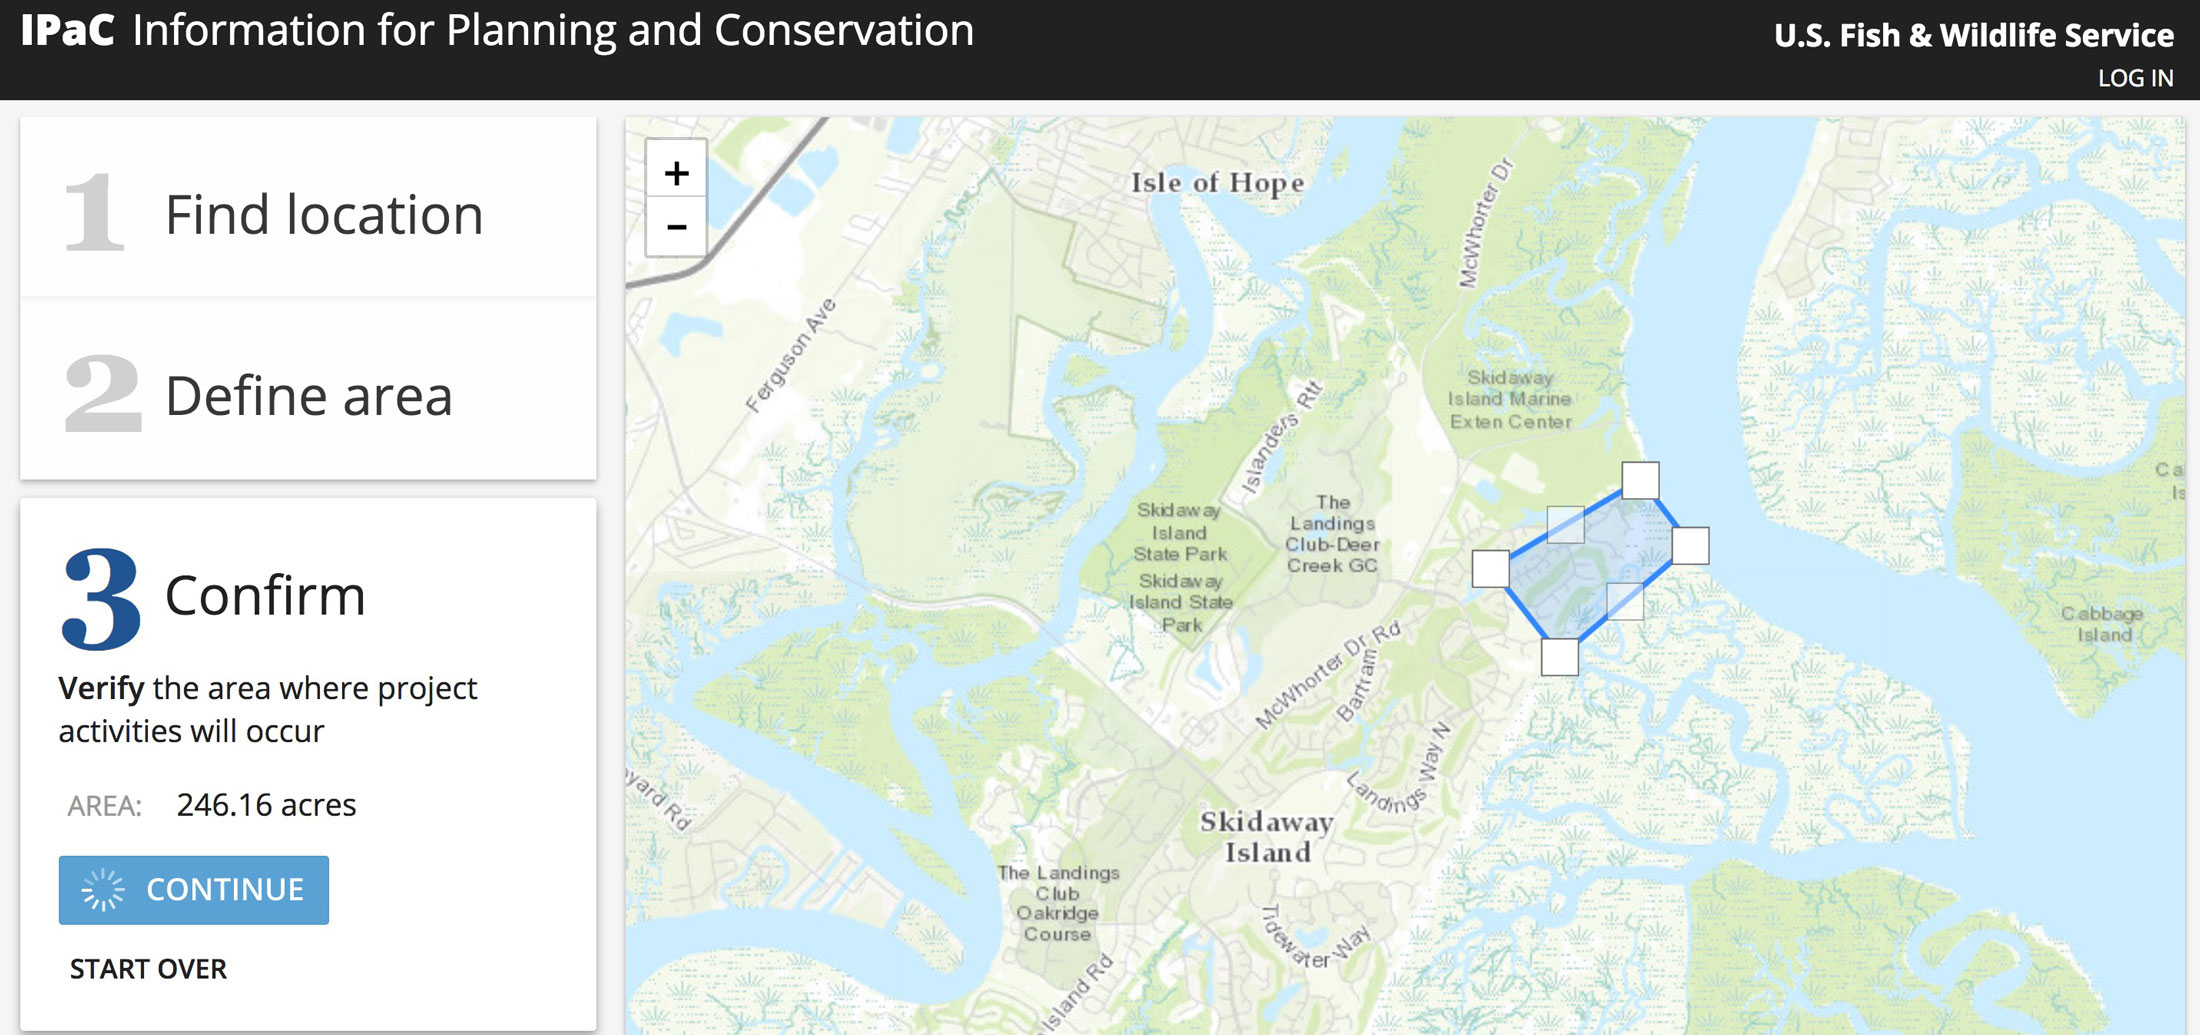 IPaC Information for Planning and Conservation
U.S. Fish & Wildlife Service
LOG IN
1 Find location
2 Define area
3 Confirm
Verify the area where project
activities will occur
AREA: 246.16 acres
CONTINUE
START OVER
+
−
Isle of Hope
McWhorter Dr
Ferguson Ave
Skidaway
Island Marine
Exten Center
Islanders Rtt
Skidaway
Island
State Park
Skidaway
Island State
Park
The
Landings
Club-Deer
Creek GC
McWhorter Dr Rd
Bartram
Landings Way N
yard Rd
Skidaway
Island
The Landings
Club
Oakridge
Course
Tidewater Way
Island Rd
Cabbage
Island
Ca
Is